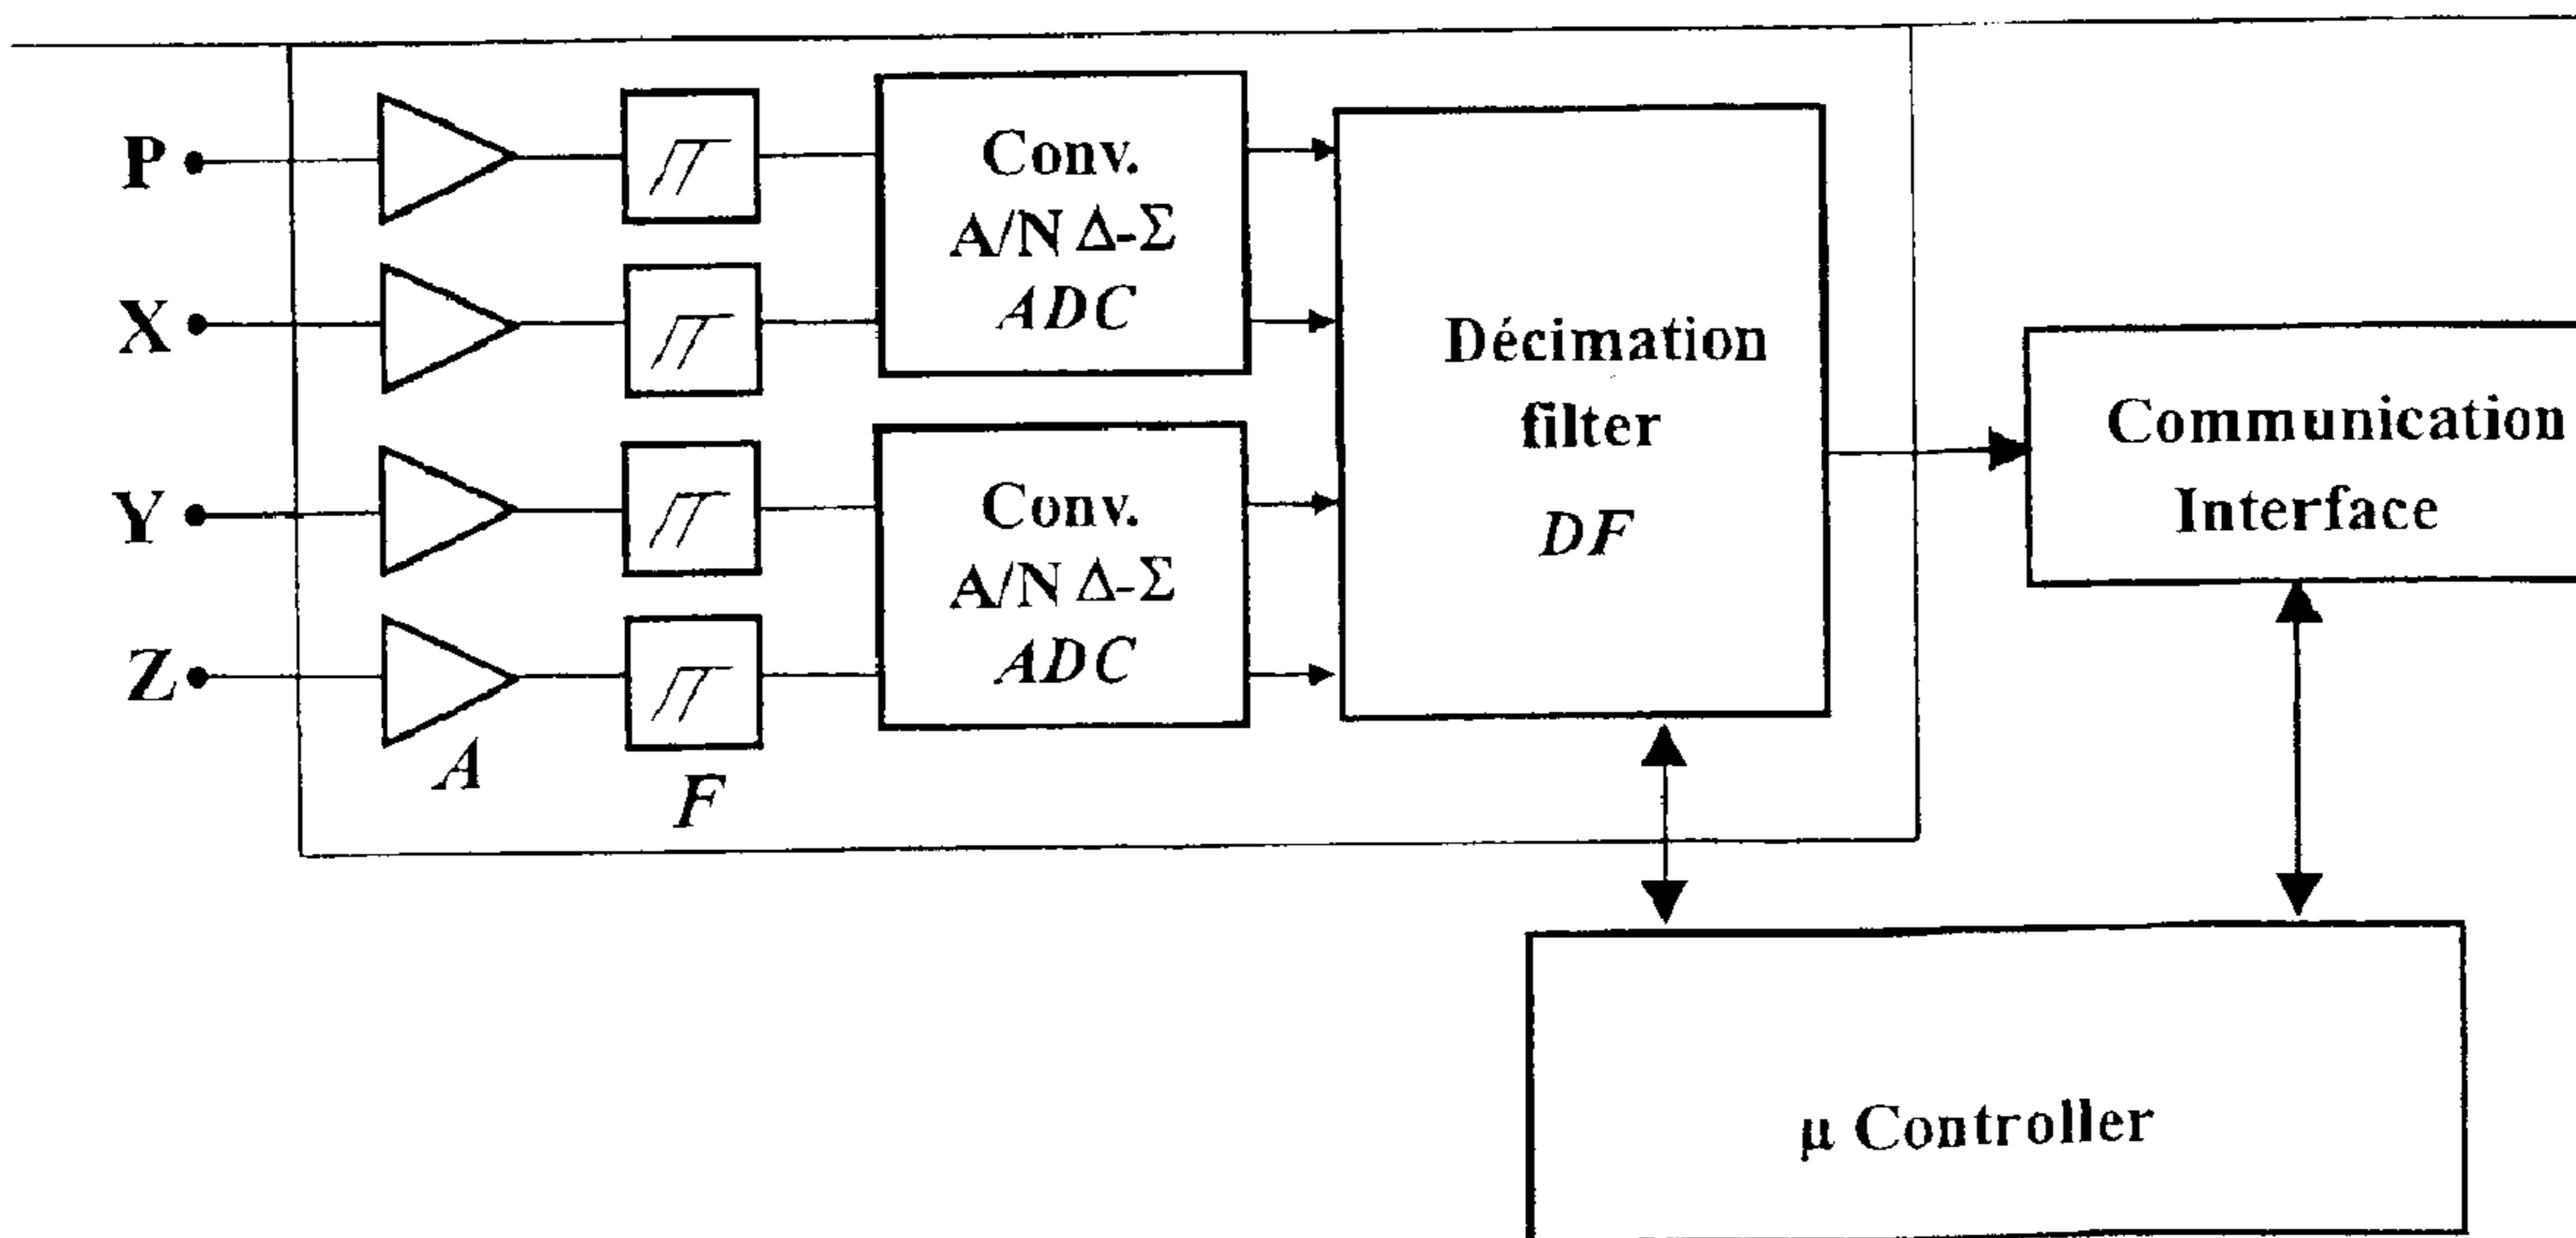 P
X
Y
Z
A
F
Conv.
A/N Δ-Σ
ADC
Conv.
A/N Δ-Σ
ADC
Décimation
filter
DF
Communication
Interface
μ Controller